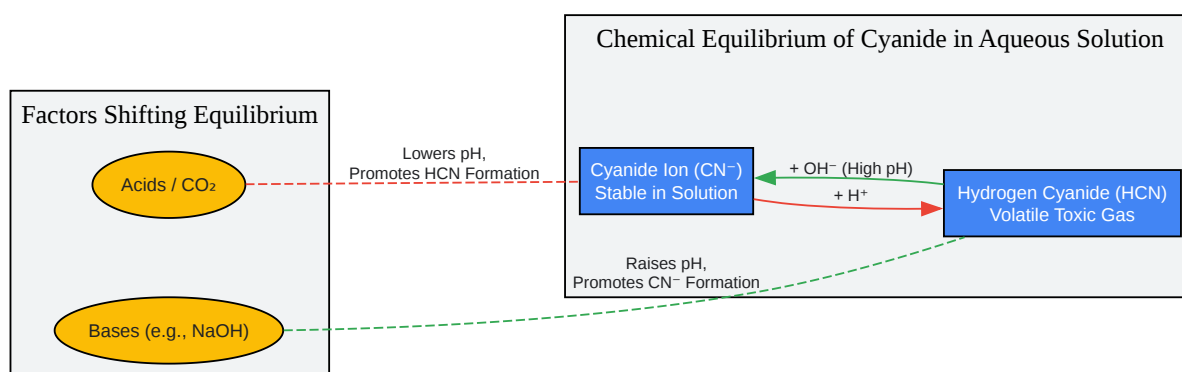 Chemical Equilibrium of Cyanide in Aqueous Solution
Factors Shifting Equilibrium
Acids / CO₂
Lowers pH,
Promotes HCN Formation
Cyanide Ion (CN⁻)
Stable in Solution
+ OH⁻ (High pH)
+ H⁺
Hydrogen Cyanide (HCN)
Volatile Toxic Gas
Raises pH,
Promotes CN⁻ Formation
Bases (e.g., NaOH)